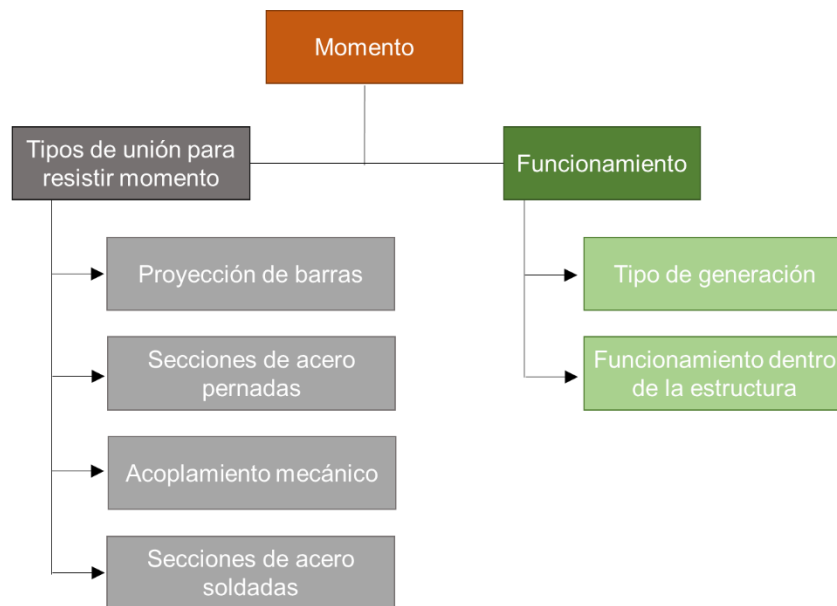 Momento
Tipos de unión para
resistir momento
Funcionamiento
Proyección de barras
Tipo de generación
Secciones de acero
pernadas
Funcionamiento dentro
de la estructura
Acoplamiento mecánico
Secciones de acero
soldadas